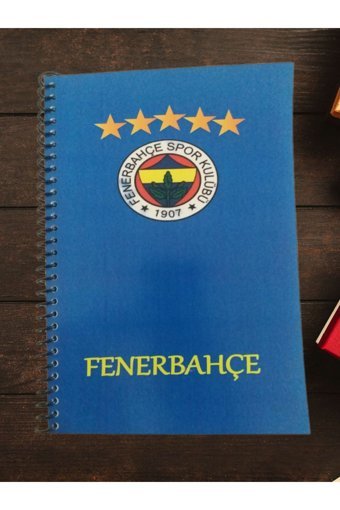 FENERBAHÇE SPOR KULÜBÜ
★ 1907 ★
FENERBAHÇE